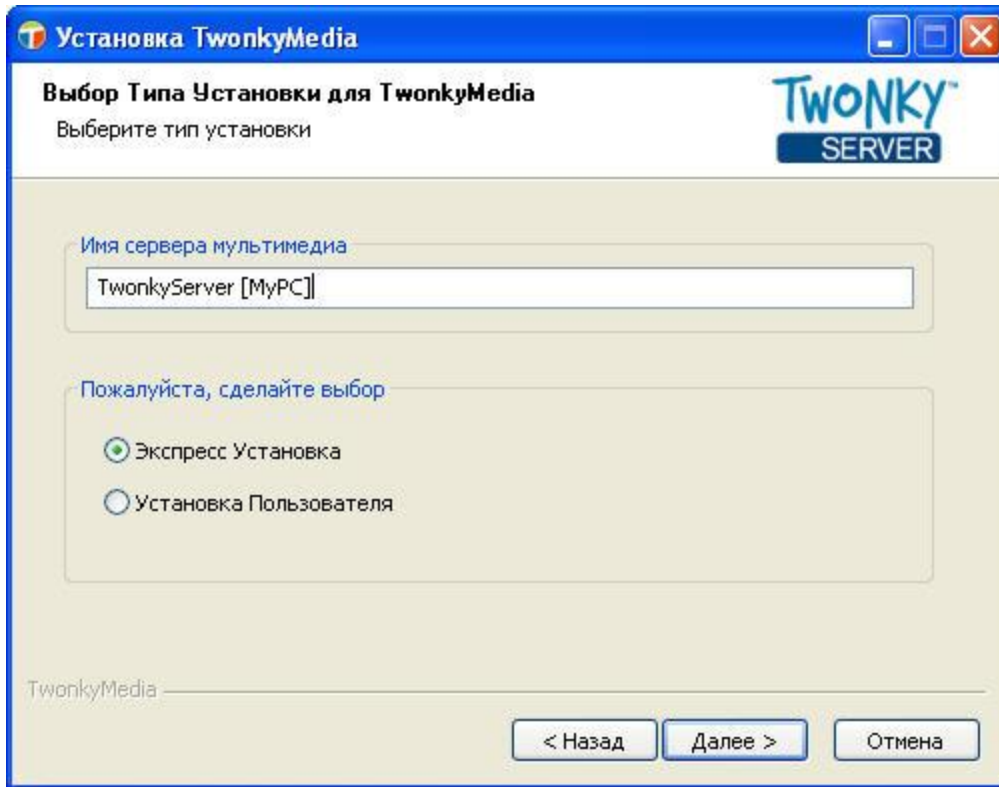 Установка TwonkyMedia
Выбор Типа Установки для TwonkyMedia
Выберите тип установки
TWONKY™
SERVER
Имя сервера мультимедиа
TwonkyServer [MyPC]
Пожалуйста, сделайте выбор
Экспресс Установка
Установка Пользователя
TwonkyMedia
< Назад
Далее >
Отмена